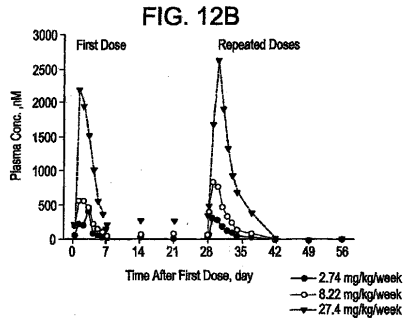 FIG. 12B
First Dose
Repeated Doses
3000
2500
2000
1500
1000
500
0
Plasma Conc. ,nM
0 7 14 21 28 35 42 49 56
Time After First Dose, day
2.74 mg/kg/week
8.22 mg/kg/week
27.4 mg/kg/week